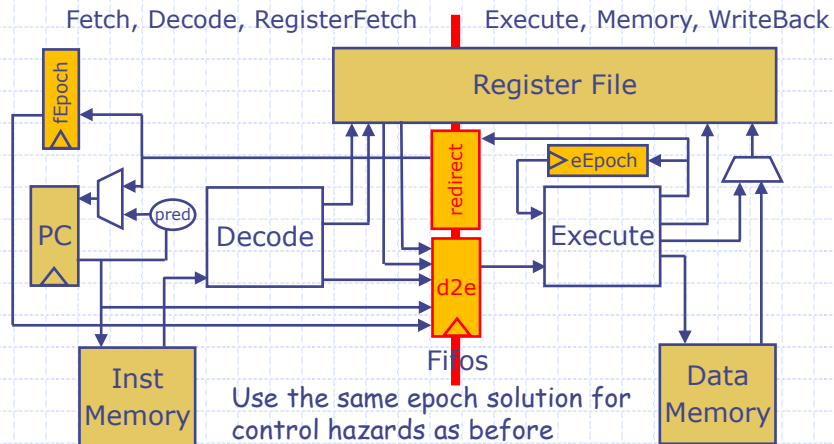 Fetch, Decode, RegisterFetch
Execute, Memory, WriteBack
Register File
fEpoch
redirect
eEpoch
PC
pred
Decode
Execute
d2e
Fifos
Inst
Memory
Data
Memory
Use the same epoch solution for
control hazards as before